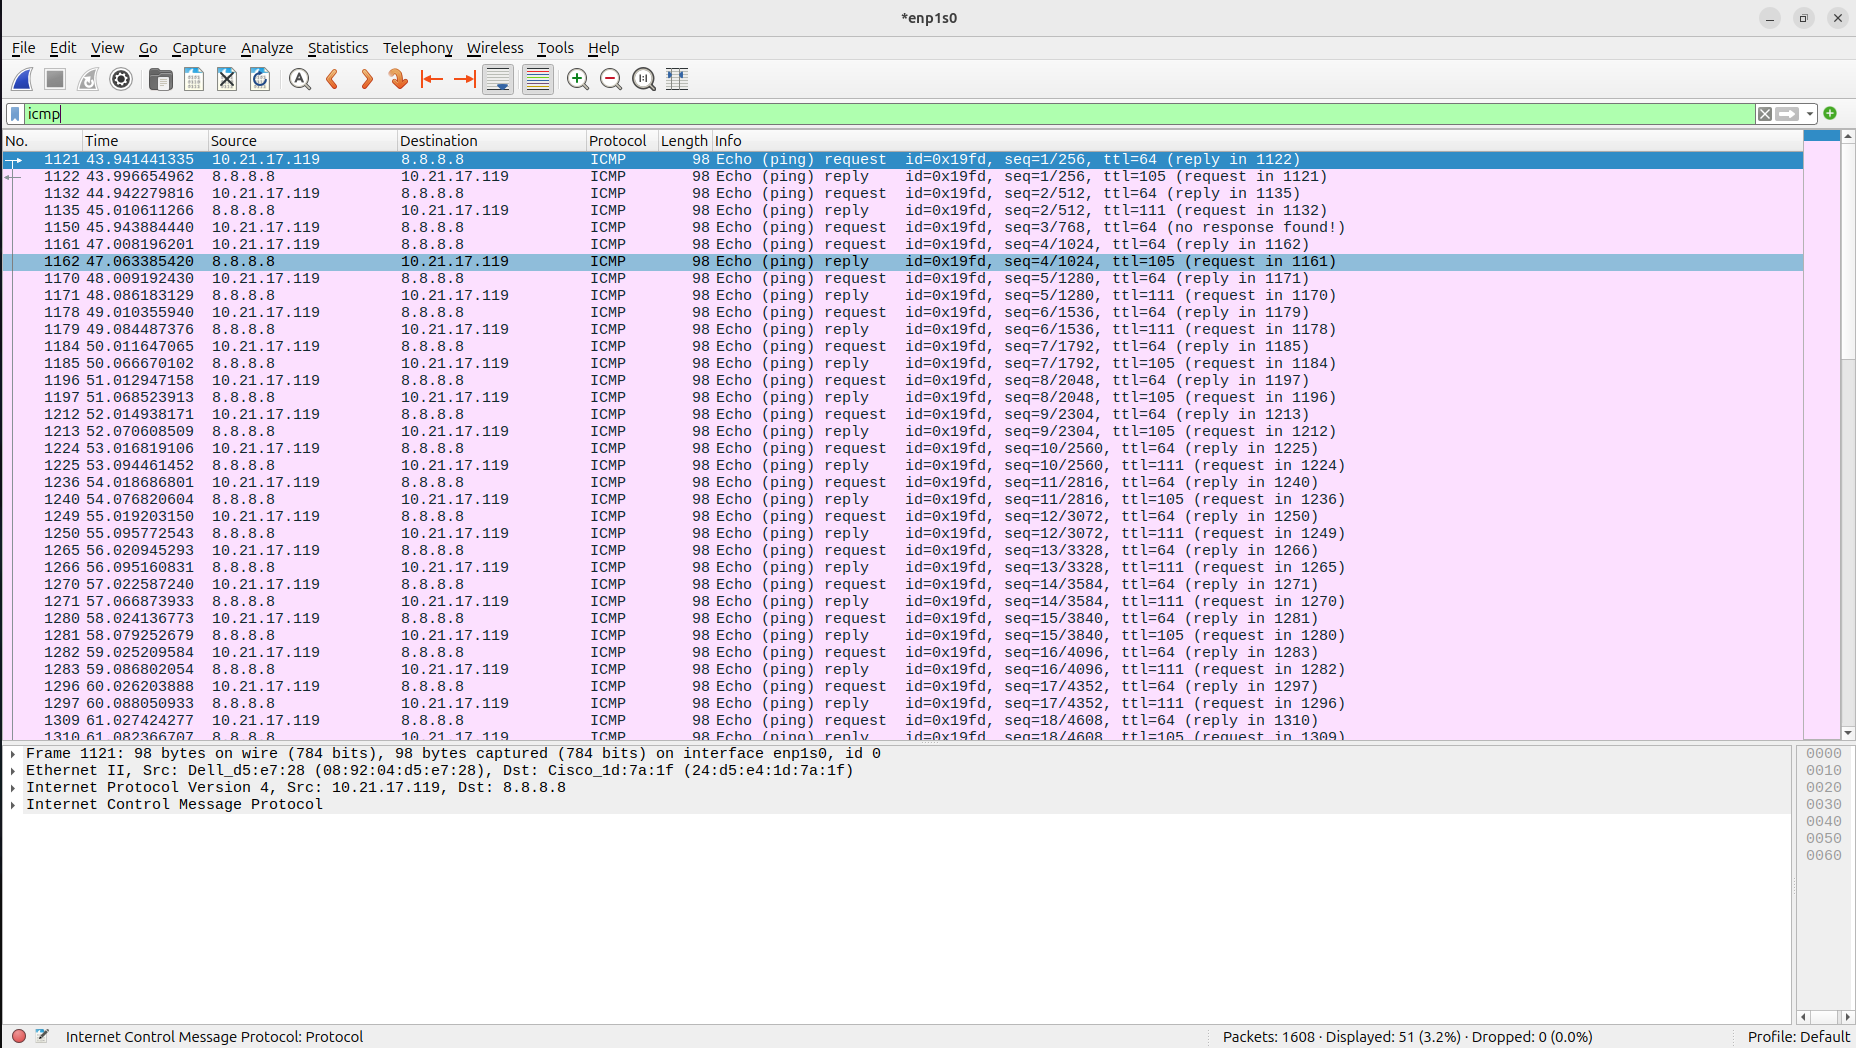 *enp1s0
File Edit View Go Capture Analyze Statistics Telephony Wireless Tools Help
icmp
No. Time Source Destination Protocol Length Info
1121 43.941441335 10.21.17.119 8.8.8.8 ICMP 98 Echo (ping) request id=0x19fd, seq=1/256, ttl=64 (reply in 1122)
1122 43.996654962 8.8.8.8 10.21.17.119 ICMP 98 Echo (ping) reply id=0x19fd, seq=1/256, ttl=105 (request in 1121)
1132 44.942279816 10.21.17.119 8.8.8.8 ICMP 98 Echo (ping) request id=0x19fd, seq=2/512, ttl=64 (reply in 1135)
1135 45.010611266 8.8.8.8 10.21.17.119 ICMP 98 Echo (ping) reply id=0x19fd, seq=2/512, ttl=111 (request in 1132)
1150 45.943884440 10.21.17.119 8.8.8.8 ICMP 98 Echo (ping) request id=0x19fd, seq=3/768, ttl=64 (no response found!)
1161 47.008196201 10.21.17.119 8.8.8.8 ICMP 98 Echo (ping) request id=0x19fd, seq=4/1024, ttl=64 (reply in 1162)
1162 47.063385420 8.8.8.8 10.21.17.119 ICMP 98 Echo (ping) reply id=0x19fd, seq=4/1024, ttl=105 (request in 1161)
1170 48.009192430 10.21.17.119 8.8.8.8 ICMP 98 Echo (ping) request id=0x19fd, seq=5/1280, ttl=64 (reply in 1171)
1171 48.086183129 8.8.8.8 10.21.17.119 ICMP 98 Echo (ping) reply id=0x19fd, seq=5/1280, ttl=111 (request in 1170)
1178 49.010355940 10.21.17.119 8.8.8.8 ICMP 98 Echo (ping) request id=0x19fd, seq=6/1536, ttl=64 (reply in 1179)
1179 49.084487376 8.8.8.8 10.21.17.119 ICMP 98 Echo (ping) reply id=0x19fd, seq=6/1536, ttl=111 (request in 1178)
1184 50.011647065 10.21.17.119 8.8.8.8 ICMP 98 Echo (ping) request id=0x19fd, seq=7/1792, ttl=64 (reply in 1185)
1185 50.066670102 8.8.8.8 10.21.17.119 ICMP 98 Echo (ping) reply id=0x19fd, seq=7/1792, ttl=105 (request in 1184)
1196 51.012947158 10.21.17.119 8.8.8.8 ICMP 98 Echo (ping) request id=0x19fd, seq=8/2048, ttl=64 (reply in 1197)
1197 51.068523913 8.8.8.8 10.21.17.119 ICMP 98 Echo (ping) reply id=0x19fd, seq=8/2048, ttl=105 (request in 1196)
1212 52.014938171 10.21.17.119 8.8.8.8 ICMP 98 Echo (ping) request id=0x19fd, seq=9/2304, ttl=64 (reply in 1213)
1213 52.070608509 8.8.8.8 10.21.17.119 ICMP 98 Echo (ping) reply id=0x19fd, seq=9/2304, ttl=105 (request in 1212)
1224 53.016819106 10.21.17.119 8.8.8.8 ICMP 98 Echo (ping) request id=0x19fd, seq=10/2560, ttl=64 (reply in 1225)
1225 53.094461452 8.8.8.8 10.21.17.119 ICMP 98 Echo (ping) reply id=0x19fd, seq=10/2560, ttl=111 (request in 1224)
1236 54.018686801 10.21.17.119 8.8.8.8 ICMP 98 Echo (ping) request id=0x19fd, seq=11/2816, ttl=64 (reply in 1240)
1240 54.076820604 8.8.8.8 10.21.17.119 ICMP 98 Echo (ping) reply id=0x19fd, seq=11/2816, ttl=105 (request in 1236)
1249 55.019203150 10.21.17.119 8.8.8.8 ICMP 98 Echo (ping) request id=0x19fd, seq=12/3072, ttl=64 (reply in 1250)
1250 55.095772543 8.8.8.8 10.21.17.119 ICMP 98 Echo (ping) reply id=0x19fd, seq=12/3072, ttl=111 (request in 1249)
1265 56.020945293 10.21.17.119 8.8.8.8 ICMP 98 Echo (ping) request id=0x19fd, seq=13/3328, ttl=64 (reply in 1266)
1266 56.095160831 8.8.8.8 10.21.17.119 ICMP 98 Echo (ping) reply id=0x19fd, seq=13/3328, ttl=111 (request in 1265)
1270 57.022587240 10.21.17.119 8.8.8.8 ICMP 98 Echo (ping) request id=0x19fd, seq=14/3584, ttl=64 (reply in 1271)
1271 57.066873933 8.8.8.8 10.21.17.119 ICMP 98 Echo (ping) reply id=0x19fd, seq=14/3584, ttl=111 (request in 1270)
1280 58.024136773 10.21.17.119 8.8.8.8 ICMP 98 Echo (ping) request id=0x19fd, seq=15/3840, ttl=64 (reply in 1281)
1281 58.079252679 8.8.8.8 10.21.17.119 ICMP 98 Echo (ping) reply id=0x19fd, seq=15/3840, ttl=105 (request in 1280)
1282 59.025209584 10.21.17.119 8.8.8.8 ICMP 98 Echo (ping) request id=0x19fd, seq=16/4096, ttl=64 (reply in 1283)
1283 59.086802054 8.8.8.8 10.21.17.119 ICMP 98 Echo (ping) reply id=0x19fd, seq=16/4096, ttl=111 (request in 1282)
1296 60.026203888 10.21.17.119 8.8.8.8 ICMP 98 Echo (ping) request id=0x19fd, seq=17/4352, ttl=64 (reply in 1297)
1297 60.088050933 8.8.8.8 10.21.17.119 ICMP 98 Echo (ping) reply id=0x19fd, seq=17/4352, ttl=111 (request in 1296)
1309 61.027424277 10.21.17.119 8.8.8.8 ICMP 98 Echo (ping) request id=0x19fd, seq=18/4608, ttl=64 (reply in 1310)
1310 61.082366707 8.8.8.8 10.21.17.119 ICMP 98 Echo (ping) reply id=0x19fd, seq=18/4608, ttl=105 (request in 1309)
Frame 1121: 98 bytes on wire (784 bits), 98 bytes captured (784 bits) on interface enp1s0, id 0
Ethernet II, Src: Dell_d5:e7:28 (08:92:04:d5:e7:28), Dst: Cisco_1d:7a:1f (24:d5:e4:1d:7a:1f)
Internet Protocol Version 4, Src: 10.21.17.119, Dst: 8.8.8.8
Internet Control Message Protocol
0000
0010
0020
0030
0040
0050
0060
Internet Control Message Protocol: Protocol
Packets: 1608 · Displayed: 51 (3.2%) · Dropped: 0 (0.0%)
Profile: Default